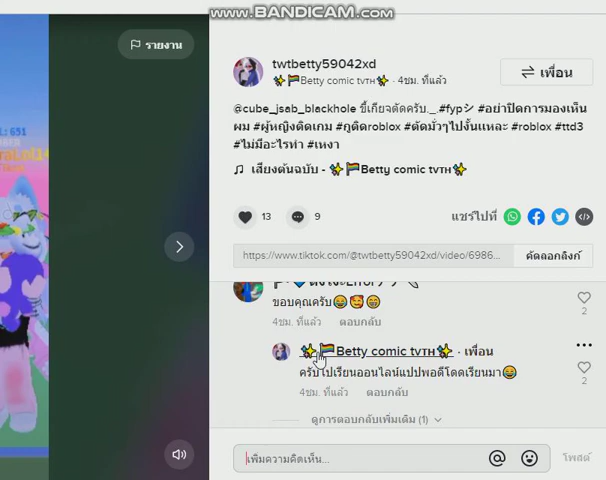 www.BANDICAM.com
รายงาน
twtbetty59042xd
✨🏳️‍🌈Betty comic tvᴛʜ✨ · 4ชม. ที่แล้ว
เพื่อน
@cube_jsab_blackhole ขี้เกียจตัดครับ._ .#fypシ #อย่าปิดการมองเห็น
ผม #ผู้หญิงติดเกม #กูติดroblox #ตัดมั่วๆไปงั้นแหละ #roblox #ttd3
#ไม่มีอะไรทำ #เหงา
♫ เสียงต้นฉบับ - ✨🏳️‍🌈Betty comic tvᴛʜ✨
13
9
แชร์ไปที่
https://www.tiktok.com/@twtbetty59042xd/video/6986...
คัดลอกลิงก์
ขอบคุณครับ😂🥰😁
4ชม. ที่แล้ว ตอบกลับ
2
✨🏳️‍🌈Betty comic tvᴛʜ✨ · เพื่อน
ครับไปเรียนออนไลน์แปปพอดีโดดเรียนมา😂
4ชม. ที่แล้ว ตอบกลับ
2
ดูการตอบกลับเพิ่มเติม (1)
เพิ่มความคิดเห็น...
โพสต์
631